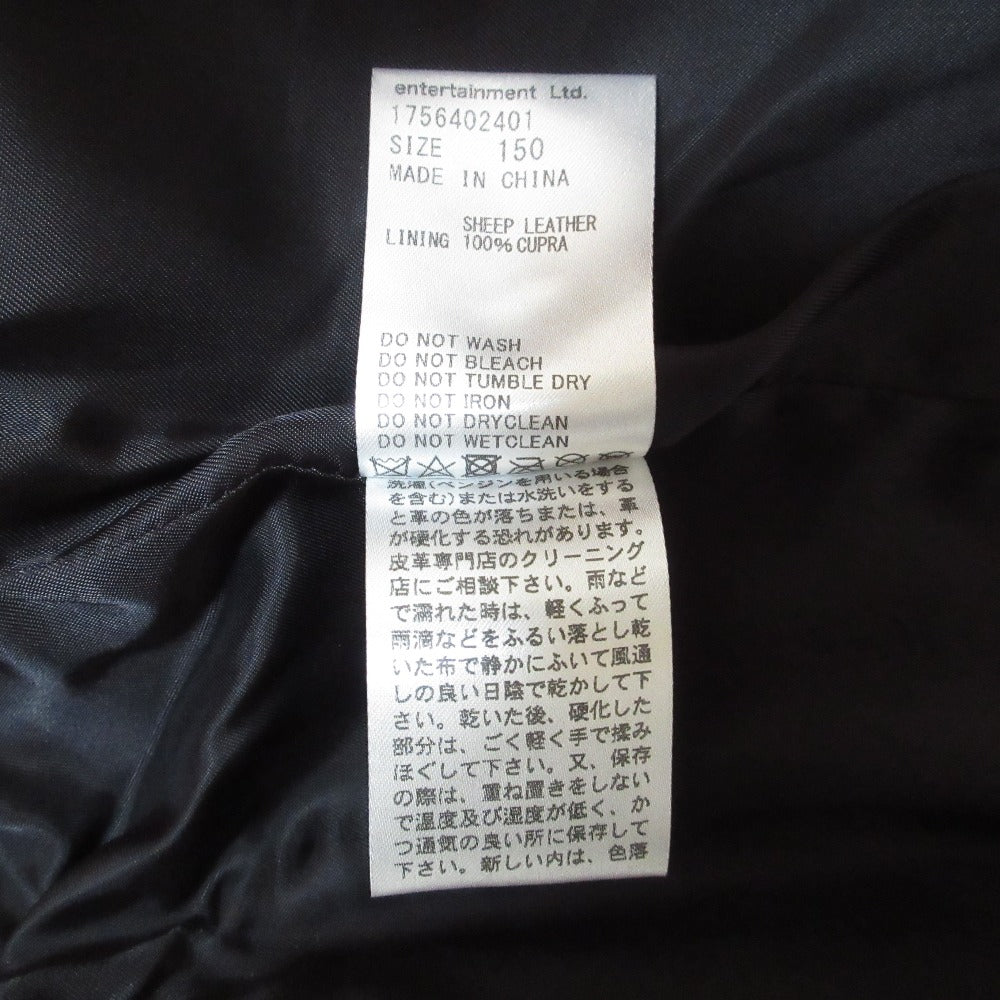 entertainment Ltd.
1756402401
SIZE 150
MADE IN CHINA
SHEEP LEATHER
LINING 100% CUPRA
DO NOT WASH
DO NOT BLEACH
DO NOT TUMBLE DRY
DO NOT IRON
DO NOT DRYCLEAN
DO NOT WETCLEAN
洗濯(ベンジンを用いる場合
を含む)または水洗いをする
と革の色が落ちまたは、革
が硬化する恐れがあります。
皮革専門店のクリーニング
店にご相談下さい。雨など
で濡れた時は、軽くふって
雨滴などをふるい落とし乾
いた布で静かにふいて風通
しの良い日陰で乾かして下
さい。乾いた後、硬化した
部分は、ごく軽く手で揉み
ほぐして下さい。又、保存
の際は、重ね置きをしない
で温度及び湿度が低く、か
つ通気の良い所に保存して
下さい。新しい内は、色落